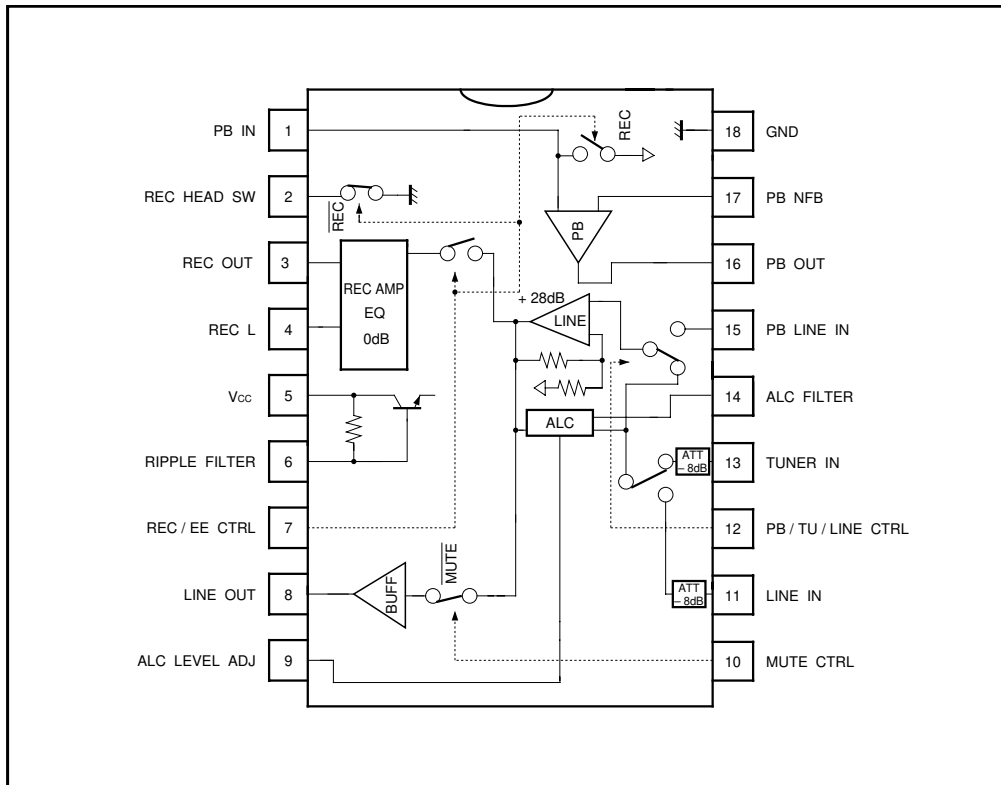 PB IN
1
REC HEAD SW
2
REC OUT
3
REC L
4
Vcc
5
RIPPLE FILTER
6
REC / EE CTRL
7
LINE OUT
8
ALC LEVEL ADJ
9
REC
REC
REC AMP
EQ
0dB
PB
+ 28dB
LINE
ALC
ATT
– 8dB
MUTE
BUFF
ATT
– 8dB
18
GND
17
PB NFB
16
PB OUT
15
PB LINE IN
14
ALC FILTER
13
TUNER IN
12
PB / TU / LINE CTRL
11
LINE IN
10
MUTE CTRL